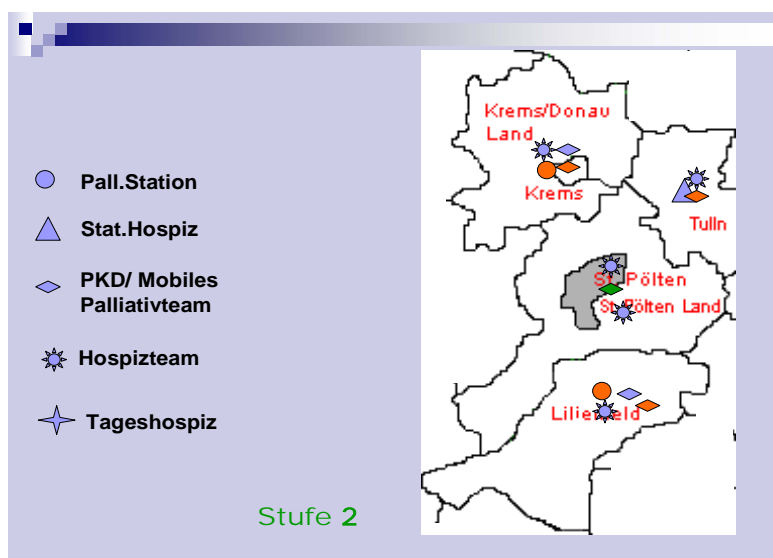 Pall.Station
Stat.Hospiz
PKD/ Mobiles
Palliativteam
Hospizteam
Tageshospiz
Stufe 2
Krems/Donau
Land
Krems
Tulln
St. Pölten
St. Pölten Land
Lilienfeld